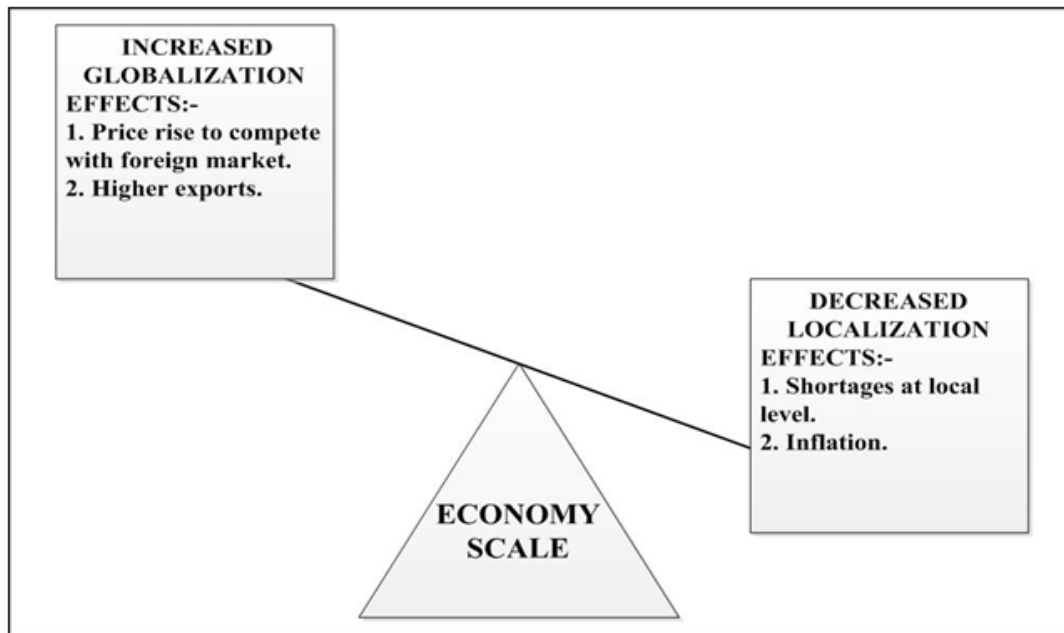 INCREASED
GLOBALIZATION
EFFECTS:-
1. Price rise to compete
with foreign market.
2. Higher exports.
DECREASED
LOCALIZATION
EFFECTS:-
1. Shortages at local
level.
2. Inflation.
ECONOMY
SCALE